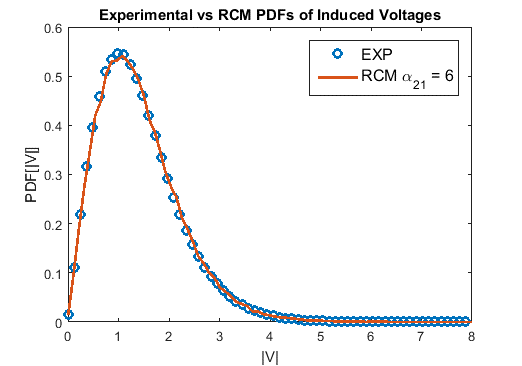 Experimental vs RCM PDFs of Induced Voltages
0.6
0.5
0.4
0.3
0.2
0.1
0
PDF[|V|]
EXP
RCM α21 = 6
0 1 2 3 4 5 6 7 8
|V|